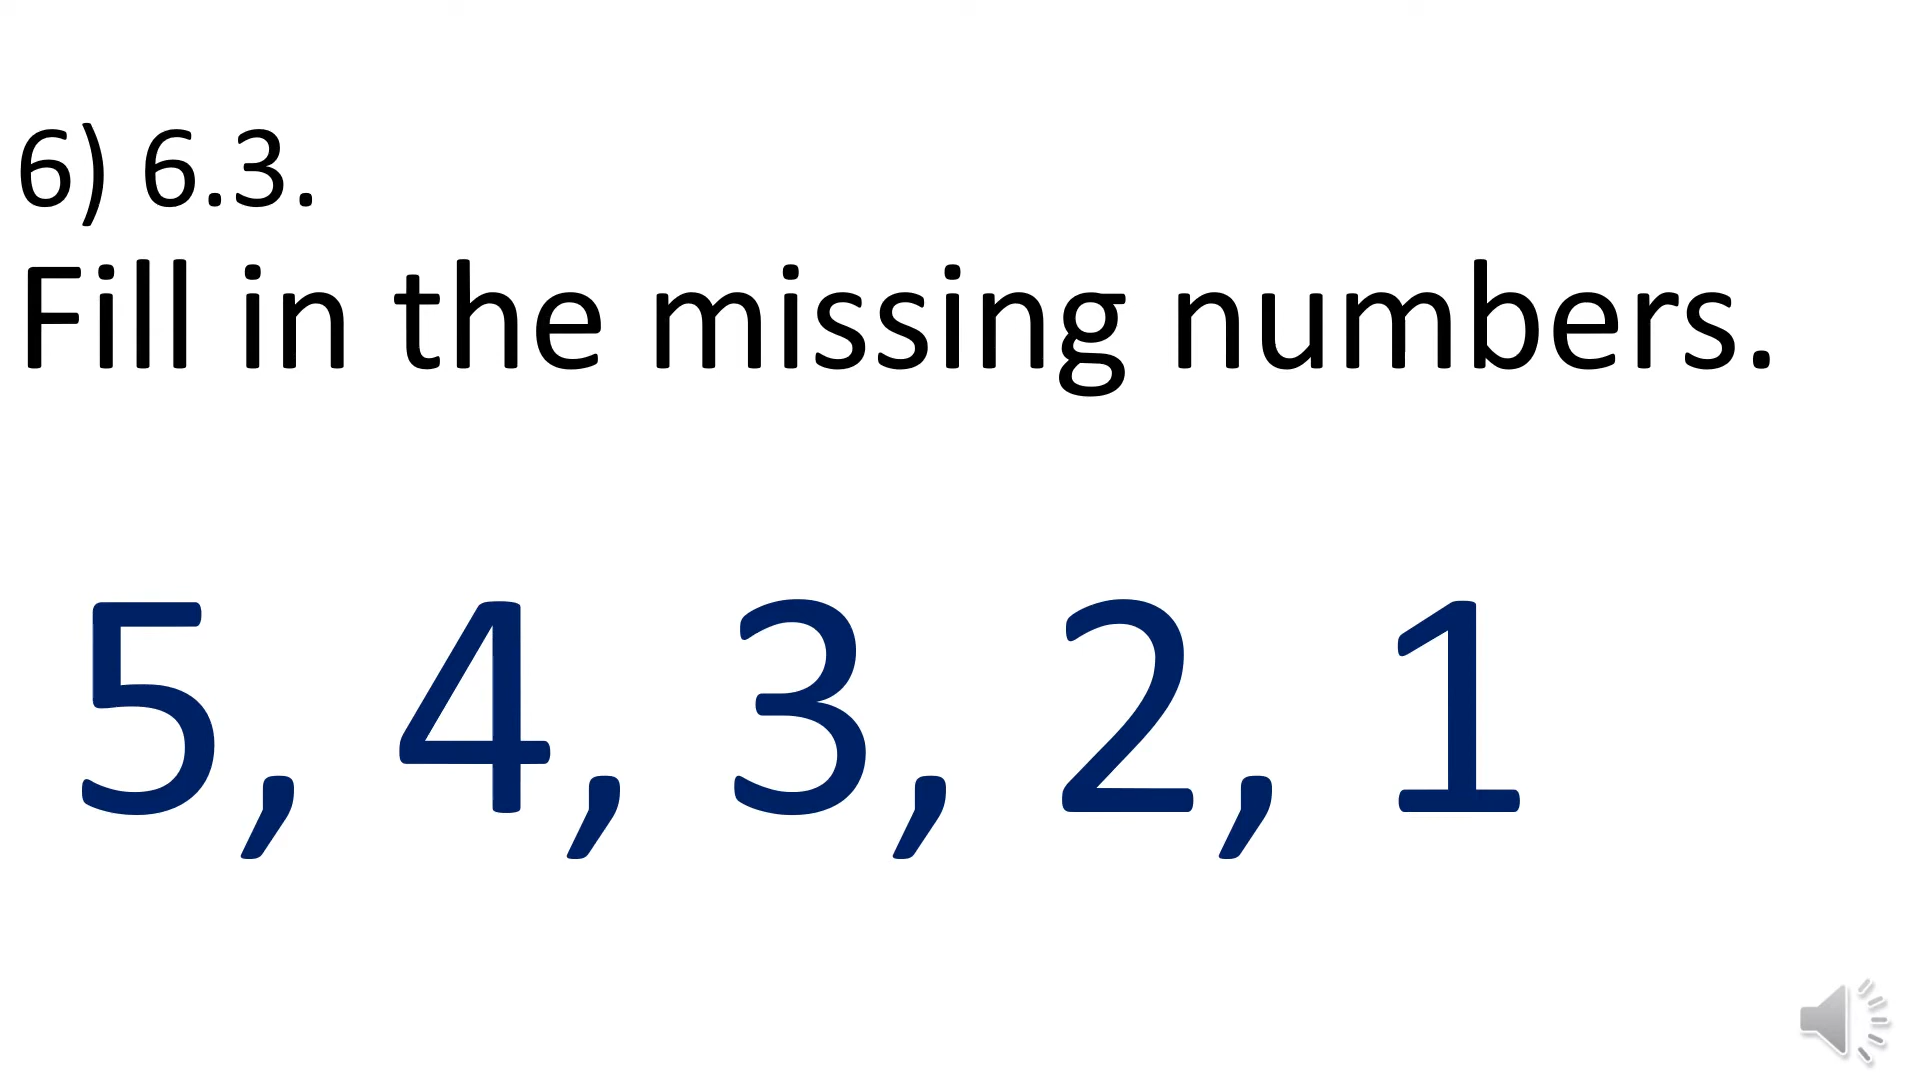 6) 6.3.
Fill in the missing numbers.
5, 4, 3, 2, 1